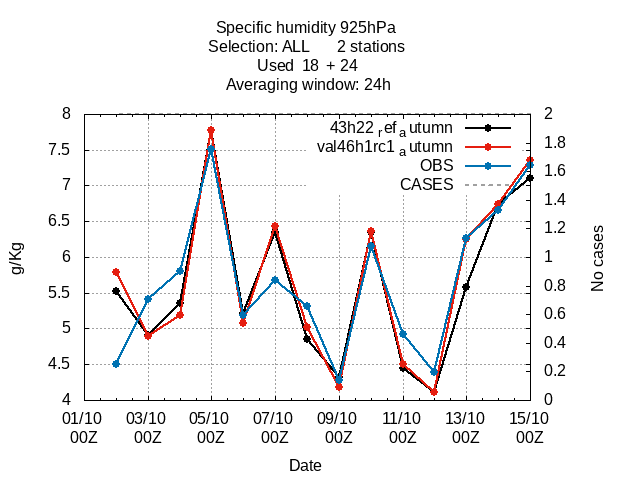 Specific humidity 925hPa
Selection: ALL 2 stations
Used 18 + 24
Averaging window: 24h
43h22 ref autumn
val46h1rc1 autumn
OBS
CASES
8
7.5
7
6.5
6
5.5
5
4.5
4
2
1.8
1.6
1.4
1.2
1
0.8
0.6
0.4
0.2
0
g/Kg
No cases
01/10 03/10 05/10 07/10 09/10 11/10 13/10 15/10
00Z 00Z 00Z 00Z 00Z 00Z 00Z 00Z
Date